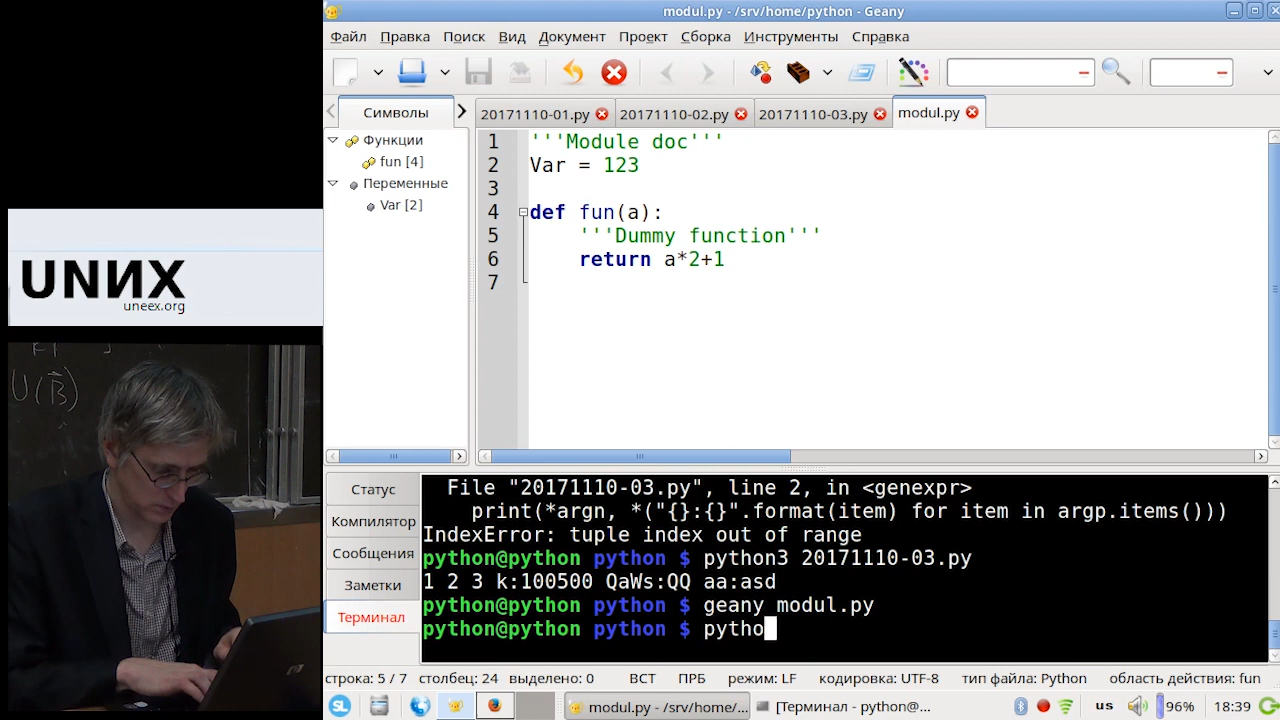 modul.py - /srv/home/python - Geany
Файл Правка Поиск Вид Документ Проект Сборка Инструменты Справка
Символы
20171110-01.py 20171110-02.py 20171110-03.py modul.py
Функции
fun [4]
Переменные
Var [2]
1 '''Module doc'''
2 Var = 123
3
4 def fun(a):
5 '''Dummy function'''
6 return a*2+1
7
UNИX
uneex.org
U(B)
Статус
Компилятор
Сообщения
Заметки
Терминал
File "20171110-03.py", line 2, in <genexpr>
print(*argn, *("{}:{}".format(item) for item in argp.items()))
IndexError: tuple index out of range
python@python python $ python3 20171110-03.py
1 2 3 k:100500 QaWs:QQ aa:asd
python@python python $ geany modul.py
python@python python $ pytho
строка: 5 / 7 столбец: 24 выделено: 0 ВСТ ПРБ режим: LF кодировка: UTF-8 тип файла: Python область действия: fun
SL modul.py - /srv/home/... [Терминал - python@... us 96% 18:39